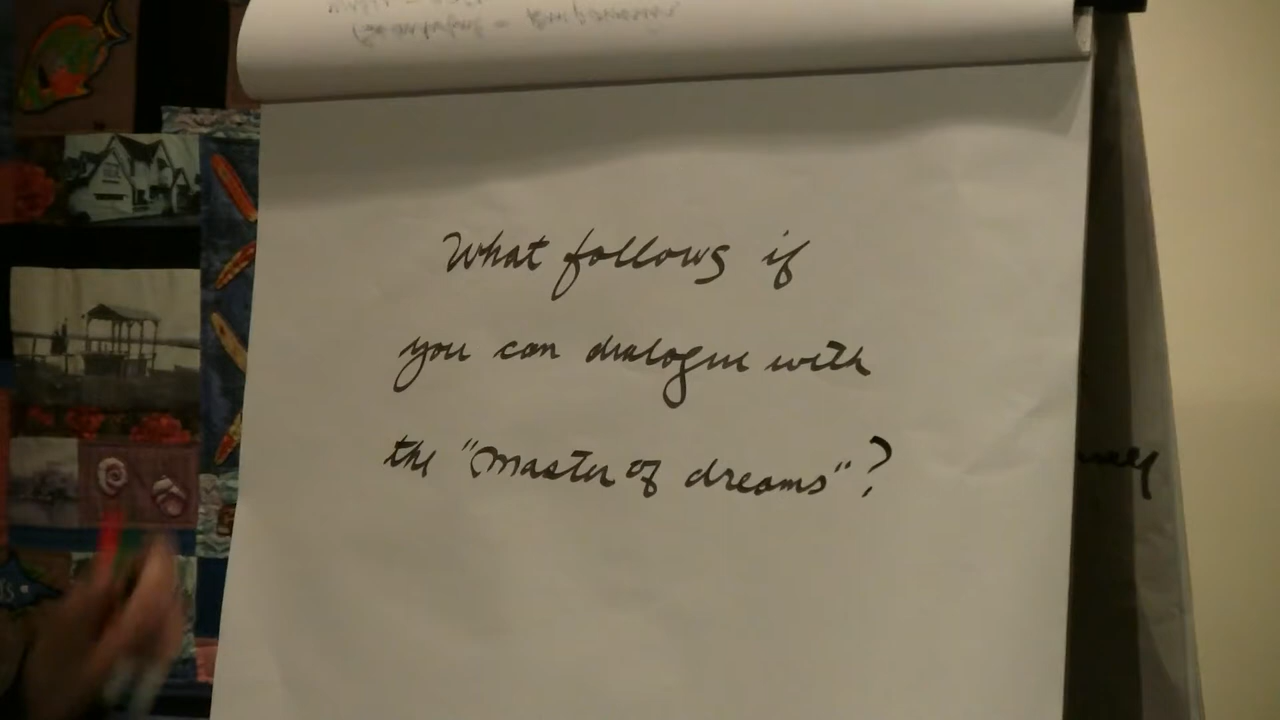 What follows if
you can dialogue with
the "master of dreams"?